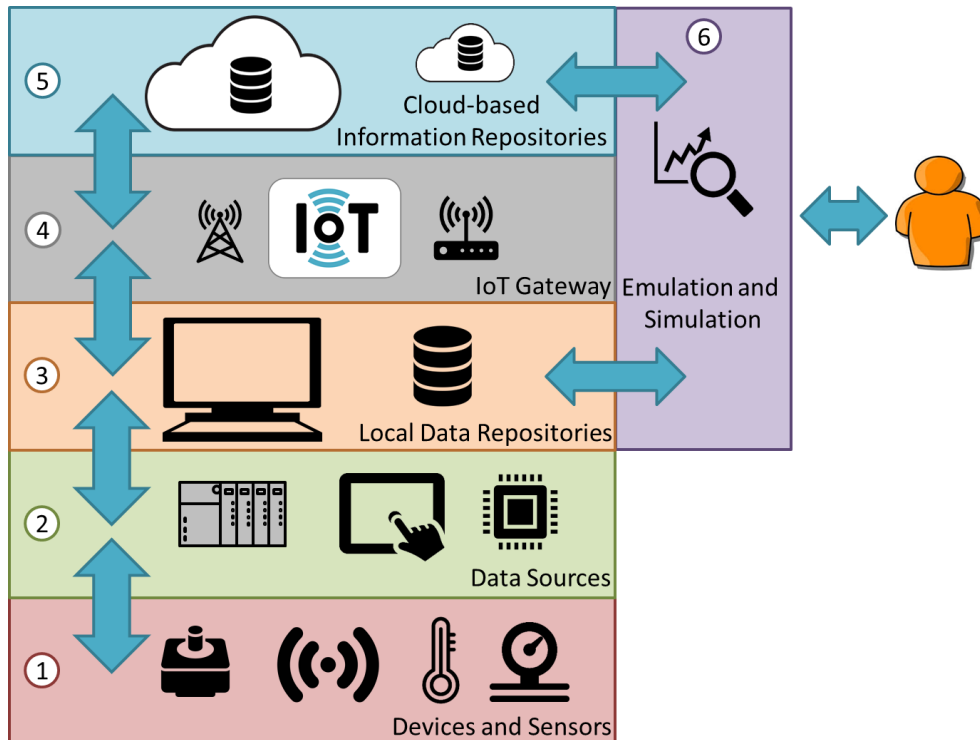 5
Cloud-based
Information Repositories
6
4
IoT
IoT Gateway
Emulation and
Simulation
3
Local Data Repositories
2
Data Sources
1
Devices and Sensors